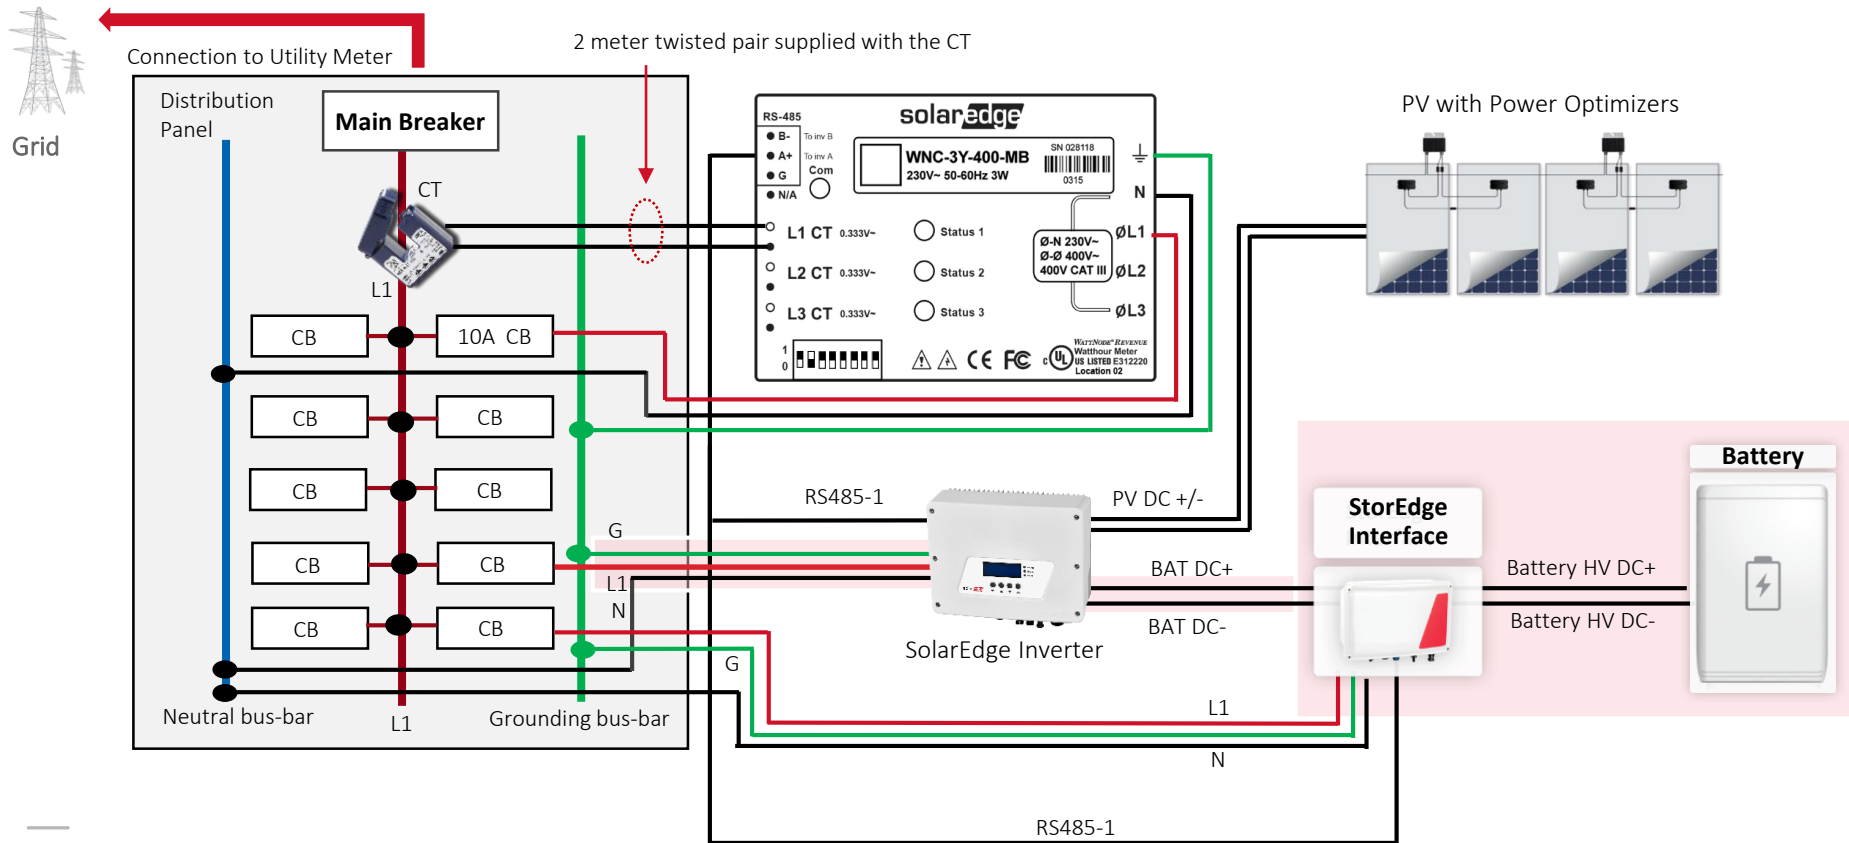 Grid
Connection to Utility Meter
2 meter twisted pair supplied with the CT
Distribution
Panel
Main Breaker
CT
L1
CB
10A CB
CB
CB
CB
CB
CB
CB
CB
CB
Neutral bus-bar
L1
Grounding bus-bar
G
L1
N
G
RS-485
B- To inv B
A+ To inv A
G
N/A
Com
solaredge
WNC-3Y-400-MB
230V~ 50-60Hz 3W
SN 028118
0315
N
L1 CT 0.333V~
L2 CT 0.333V~
L3 CT 0.333V~
Status 1
Status 2
Status 3
Ø-N 230V~
Ø-Ø 400V~
400V CAT III
ØL1
ØL2
ØL3
1
0
CE FC
c UL US LISTED E312220
WATTNODE® REVENUE
Watthour Meter
Location 02
PV with Power Optimizers
RS485-1
PV DC +/-
BAT DC+
BAT DC-
SolarEdge Inverter
StorEdge
Interface
Battery
Battery HV DC+
Battery HV DC-
L1
N
RS485-1